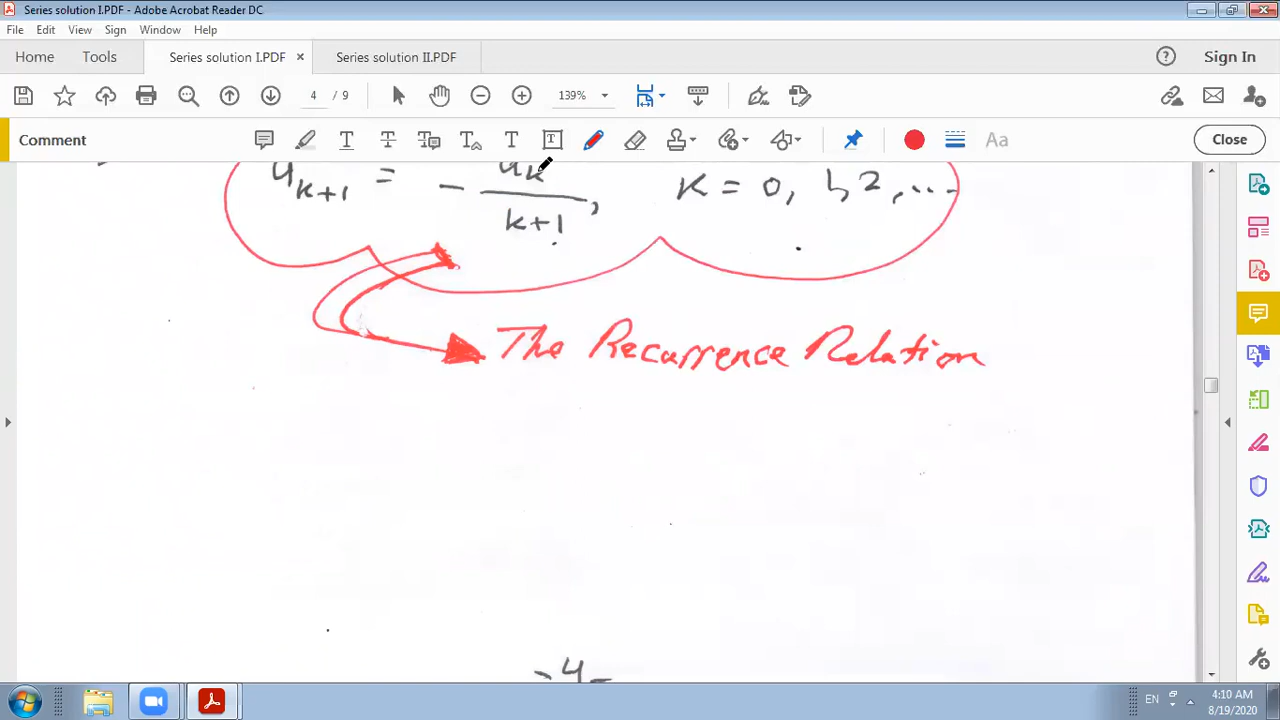 Series solution I.PDF - Adobe Acrobat Reader DC
File Edit View Sign Window Help
Home Tools Series solution I.PDF × Series solution II.PDF Sign In
4 / 9 139%
Comment Close
a_{k+1} = - a_k / k+1, k = 0, 1, 2, ...
The Recurrence Relation
EN 4:10 AM
8/19/2020